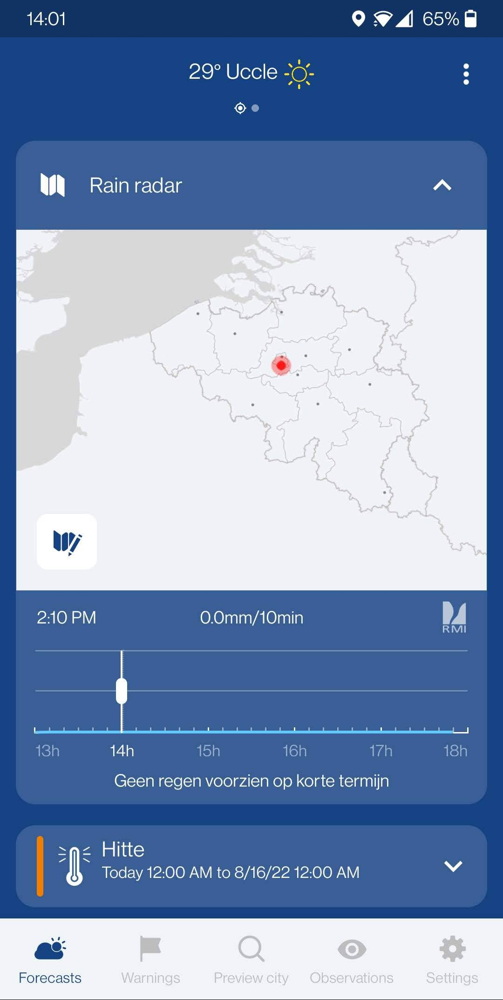 14:01
65%
29° Uccle
Rain radar
2:10 PM 0.0mm/10min
RMI
13h 14h 15h 16h 17h 18h
Geen regen voorzien op korte termijn
Hitte
Today 12:00 AM to 8/16/22 12:00 AM
Forecasts Warnings Preview city Observations Settings